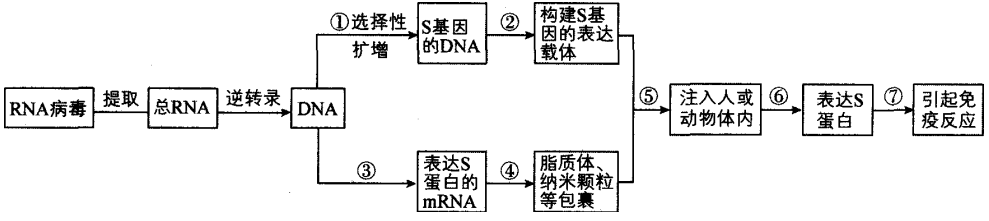 ①选择性
扩增
S基因
的DNA
②
构建S基
因的表达
载体
RNA病毒
提取
总RNA
逆转录
DNA
⑤
注入人或
动物体内
⑥
表达S
蛋白
⑦
引起免
疫反应
③
表达S
蛋白的
mRNA
④
脂质体、
纳米颗粒
等包裹